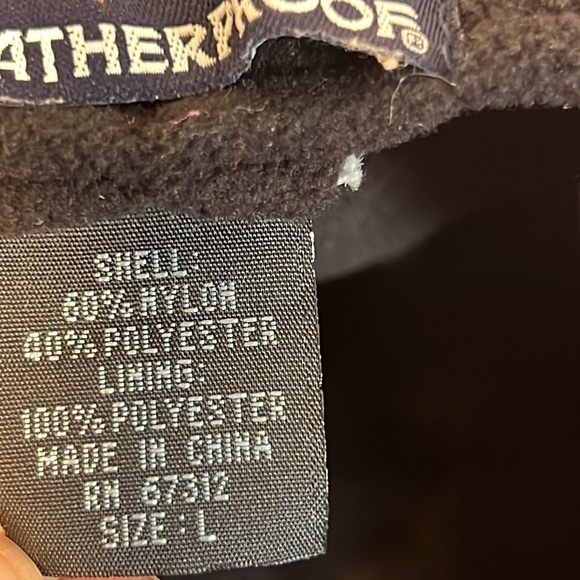 ATHERPROOF®
SHELL:
60% NYLON
40% POLYESTER
LINING:
100% POLYESTER
MADE IN CHINA
RN 67312
SIZE: L